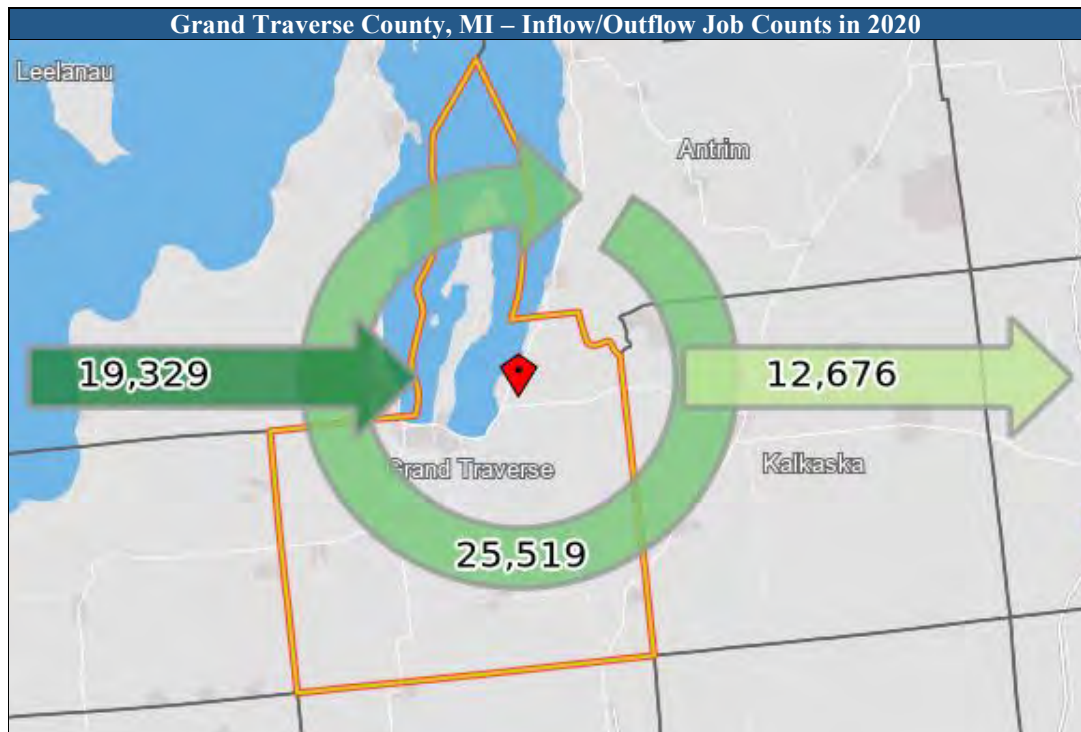 Grand Traverse County, MI – Inflow/Outflow Job Counts in 2020
Leelanau
Antrim
19,329
12,676
Grand Traverse
Kalkaska
25,519